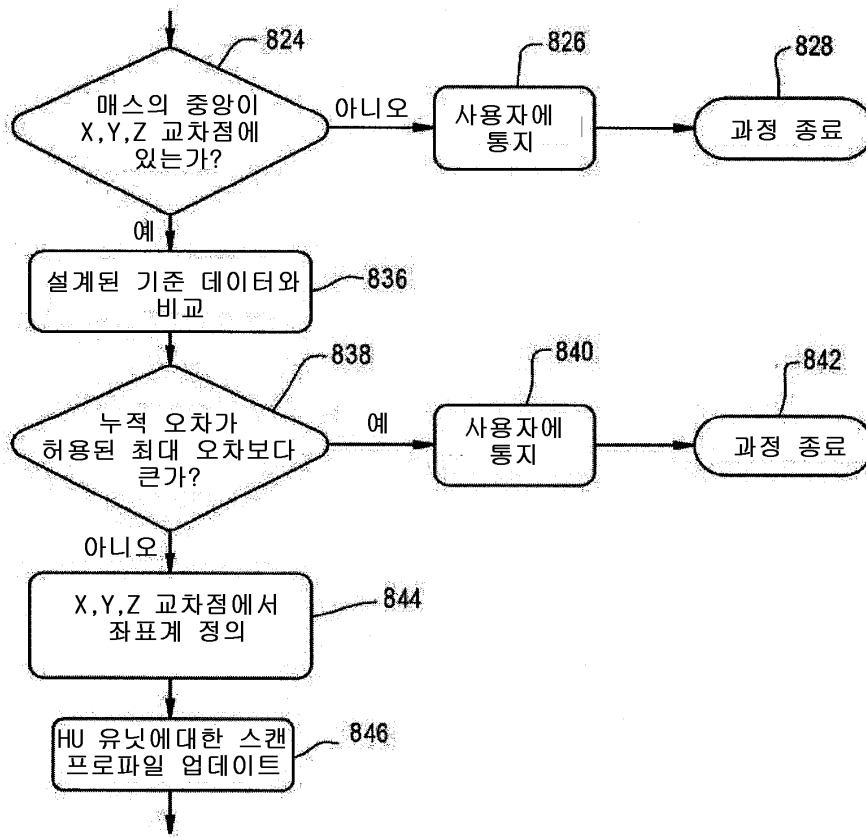 824
매스의 중앙이
X,Y,Z 교차점에
있는가?
아니오
826
사용자에
통지
828
과정 종료
예
설계된 기준 데이터와
비교
836
838
누적 오차가
허용된 최대 오차보다
큰가?
예
840
사용자에
통지
842
과정 종료
아니오
X,Y,Z 교차점에서
좌표계 정의
844
HU 유닛에대한 스캔
프로파일 업데이트
846